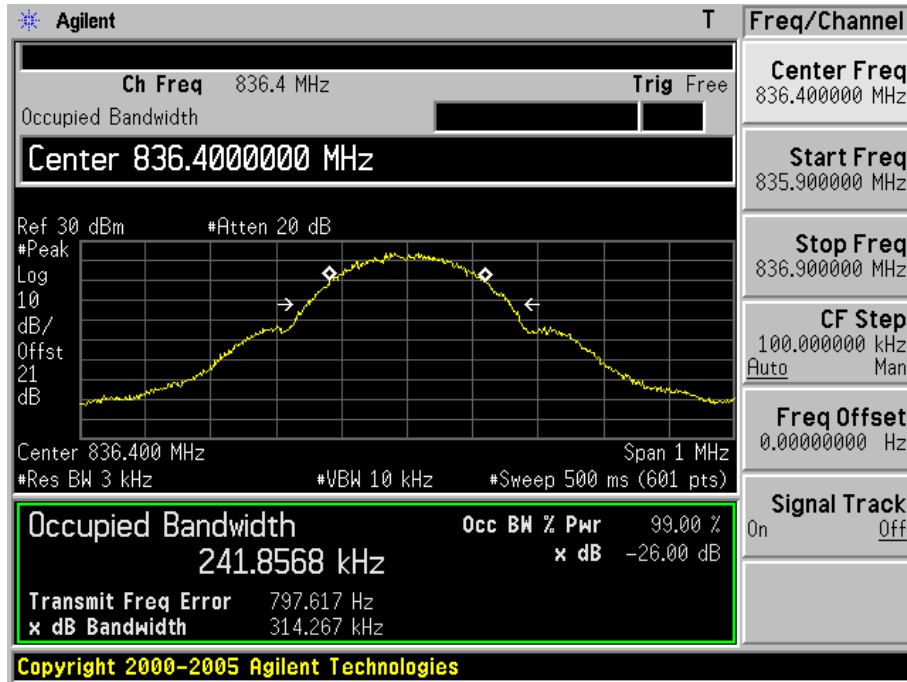 Agilent T
Ch Freq 836.4 MHz Trig Free
Occupied Bandwidth
Center 836.4000000 MHz
Ref 30 dBm #Atten 20 dB
#Peak
Log
10
dB/
Offst
21
dB
Center 836.400 MHz Span 1 MHz
#Res BW 3 kHz #VBW 10 kHz #Sweep 500 ms (601 pts)
Occupied Bandwidth
241.8568 kHz
Occ BW % Pwr 99.00 %
x dB -26.00 dB
Transmit Freq Error 797.617 Hz
x dB Bandwidth 314.267 kHz
Freq/Channel
Center Freq
836.400000 MHz
Start Freq
835.900000 MHz
Stop Freq
836.900000 MHz
CF Step
100.000000 kHz
Auto Man
Freq Offset
0.00000000 Hz
Signal Track
On Off
Copyright 2000-2005 Agilent Technologies